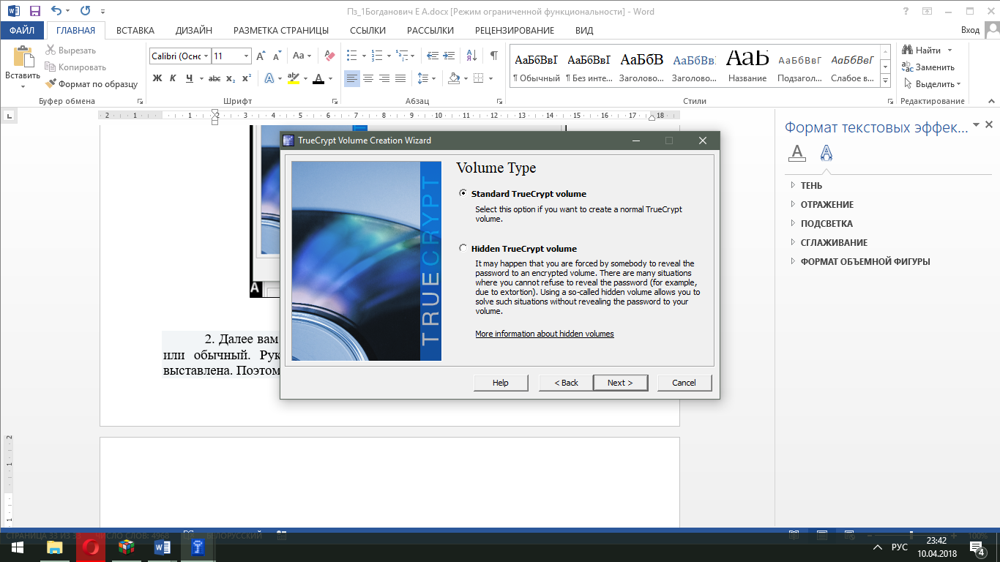 Пз_1Богданович Е А.docx [Режим ограниченной функциональности] - Word
ФАЙЛ ГЛАВНАЯ ВСТАВКА ДИЗАЙН РАЗМЕТКА СТРАНИЦЫ ССЫЛКИ РАССЫЛКИ РЕЦЕНЗИРОВАНИЕ ВИД Вход
Вставить
Вырезать
Копировать
Формат по образцу
Буфер обмена
Calibri (Оснс 11
Ж К Ч abc x₂ x²
Шрифт
Абзац
АаБбВвГ АаБбВвГ АаБбВ АаБбВв АаБ АаБбВвГ АаБбВвГ
¶ Обычный ¶ Без инте... Заголово... Заголово... Название Подзагол... Слабое в...
Стили
Найти
Заменить
Выделить
Редактирование
2 1 1 2 3 4 5 6 7 8 9 10 11 12 13 14 15 16 17 18
Формат текстовых эффек...
ТЕНЬ
ОТРАЖЕНИЕ
ПОДСВЕТКА
СГЛАЖИВАНИЕ
ФОРМАТ ОБЪЕМНОЙ ФИГУРЫ
TrueCrypt Volume Creation Wizard
TRUECRYPT
Volume Type
Standard TrueCrypt volume
Select this option if you want to create a normal TrueCrypt
volume.
Hidden TrueCrypt volume
It may happen that you are forced by somebody to reveal the
password to an encrypted volume. There are many situations
where you cannot refuse to reveal the password (for example,
due to extortion). Using a so-called hidden volume allows you to
solve such situations without revealing the password to your
volume.
More information about hidden volumes
Help < Back Next > Cancel
2. Далее вам
или обычный. Рук
выставлена. Поэтом
СТРАНИЦА 33 ИЗ 33 ЧИСЛО СЛОВ: 4968 БЕЛОРУССКИЙ 100%
РУС
23:42
10.04.2018
4